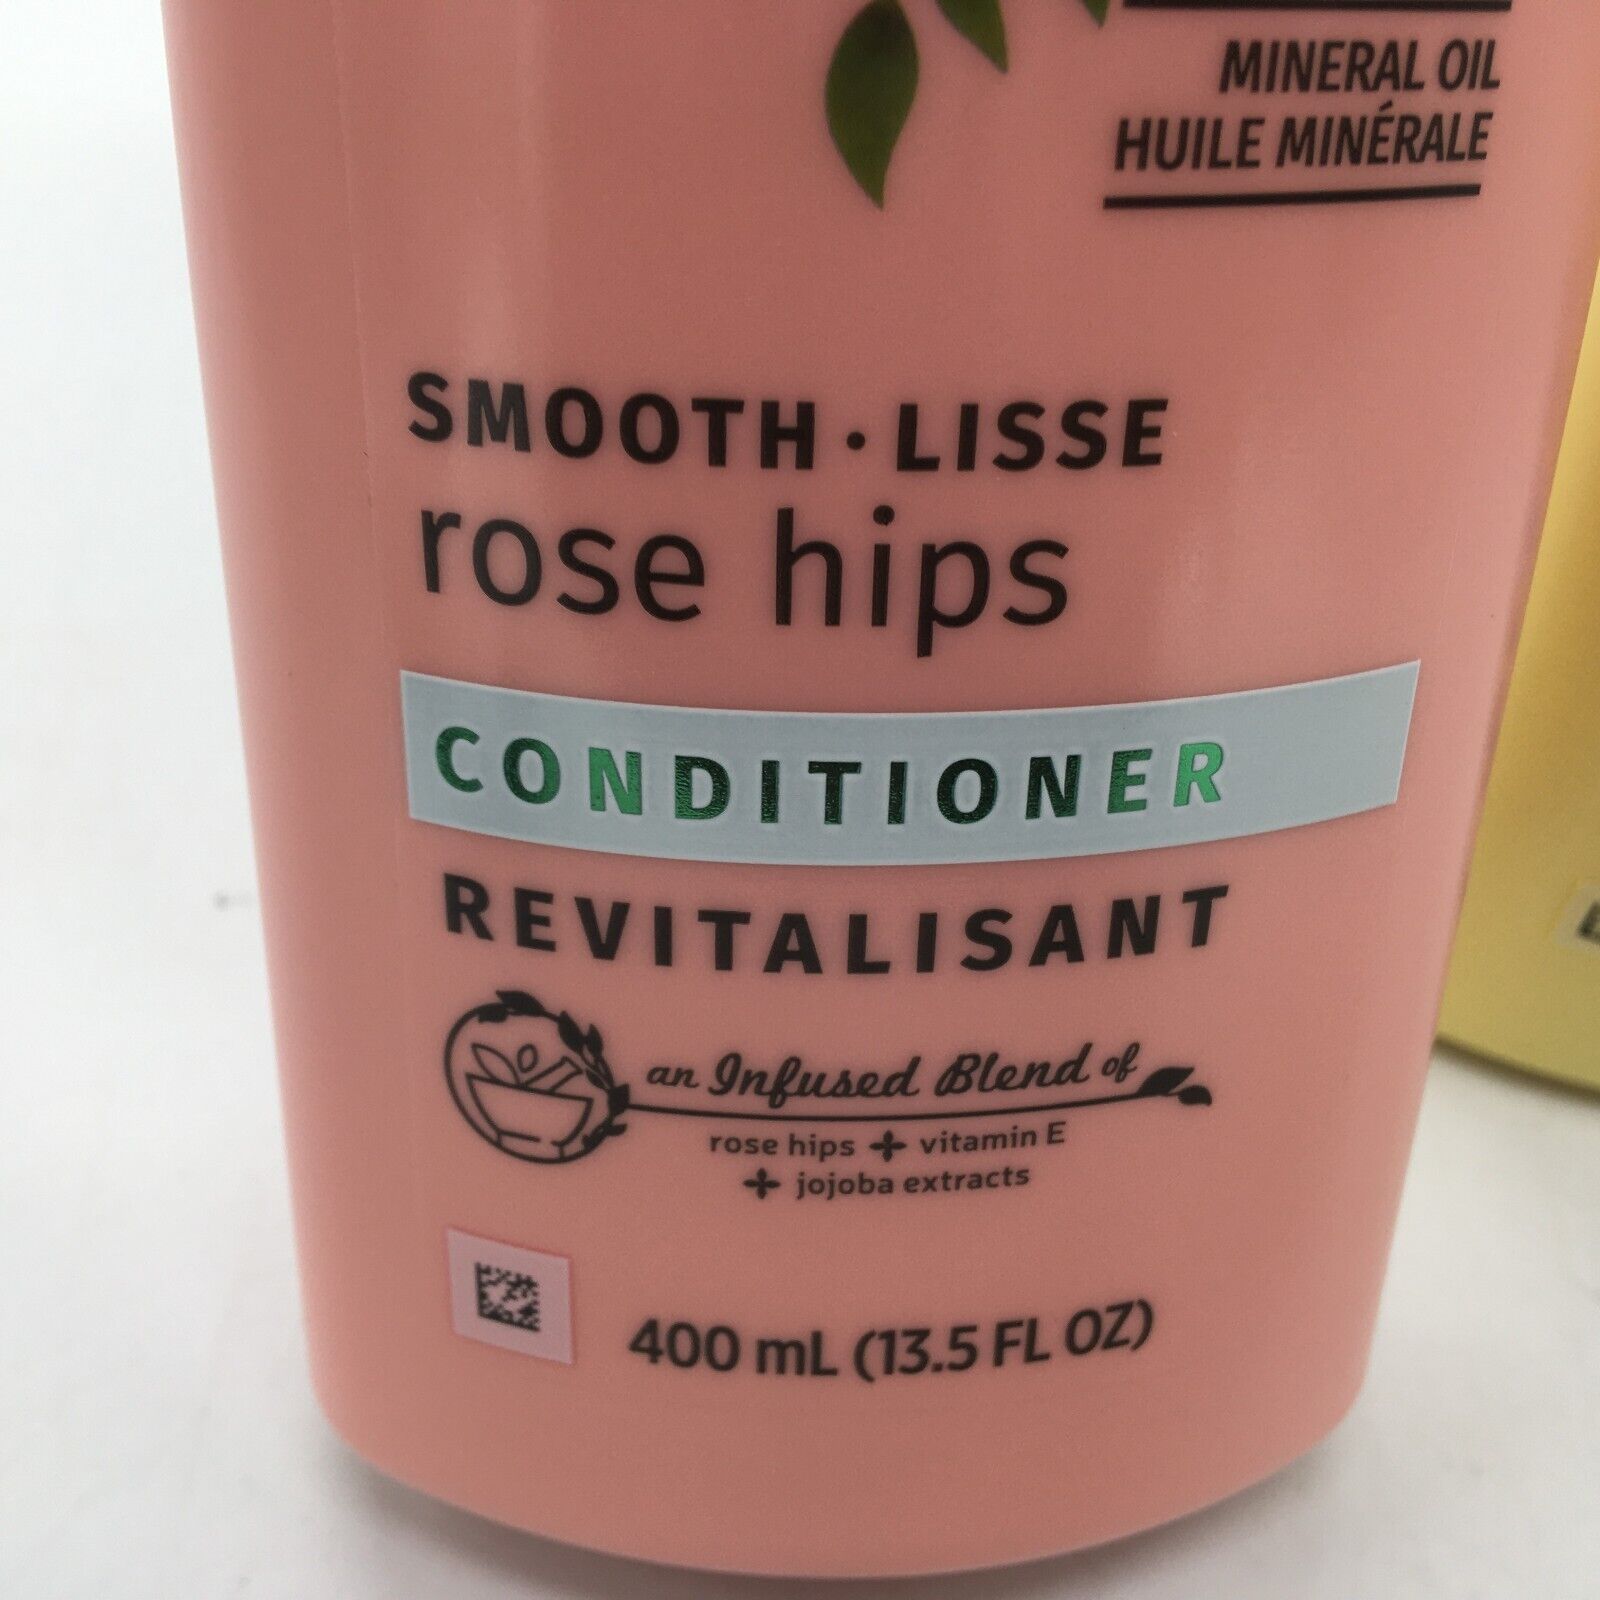 MINERAL OIL
HUILE MINÉRALE
SMOOTH · LISSE
rose hips
CONDITIONER
REVITALISANT
an Infused Blend of
rose hips + vitamin E
+ jojoba extracts
400 mL (13.5 FL OZ)